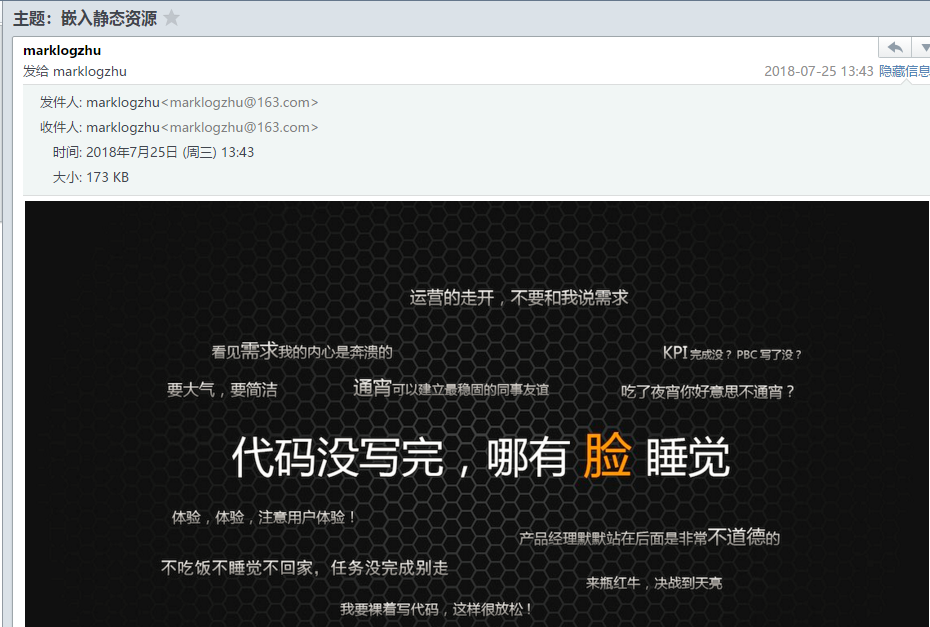 主题：嵌入静态资源
marklogzhu
发给 marklogzhu
2018-07-25 13:43 隐藏信息
发件人: marklogzhu<marklogzhu@163.com>
收件人: marklogzhu<marklogzhu@163.com>
时间: 2018年7月25日 (周三) 13:43
大小: 173 KB
运营的走开，不要和我说需求
看见需求我的内心是奔溃的
KPI 完成没？ PBC 写了没？
要大气，要简洁
通宵可以建立最稳固的同事友谊
吃了夜宵你好意思不通宵？
代码没写完，哪有 脸 睡觉
体验，体验，注意用户体验！
产品经理默默站在后面是非常不道德的
不吃饭不睡觉不回家，任务没完成别走
来瓶红牛，决战到天亮
我要裸着写代码，这样很放松！